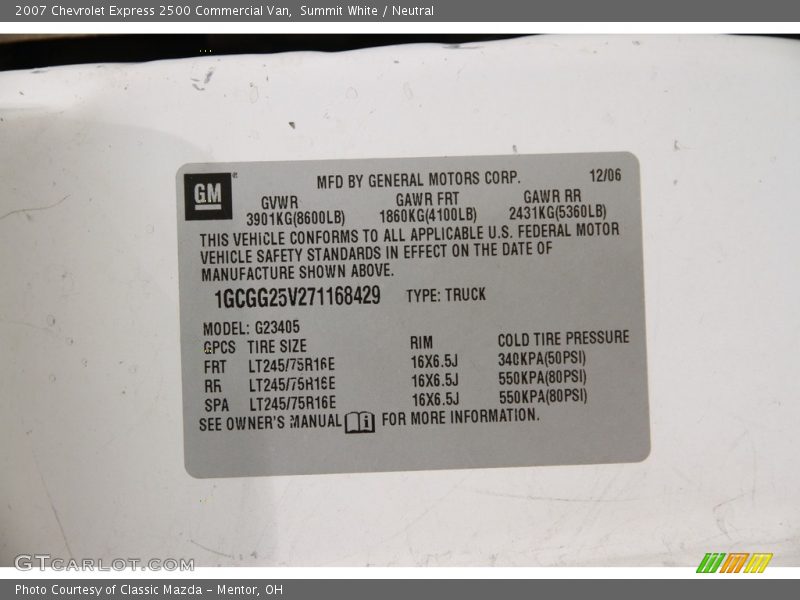 2007 Chevrolet Express 2500 Commercial Van, Summit White / Neutral
GM
MFD BY GENERAL MOTORS CORP. 12/06
GVWR GAWR FRT GAWR RR
3901KG(8600LB) 1860KG(4100LB) 2431KG(5360LB)
THIS VEHICLE CONFORMS TO ALL APPLICABLE U.S. FEDERAL MOTOR
VEHICLE SAFETY STANDARDS IN EFFECT ON THE DATE OF
MANUFACTURE SHOWN ABOVE.
1GCGG25V271168429 TYPE: TRUCK
MODEL: G23405
GPCS TIRE SIZE RIM COLD TIRE PRESSURE
FRT LT245/75R16E 16X6.5J 340KPA(50PSI)
RR LT245/75R16E 16X6.5J 550KPA(80PSI)
SPA LT245/75R16E 16X6.5J 550KPA(80PSI)
SEE OWNER'S MANUAL FOR MORE INFORMATION.
GTCARLOT.COM
Photo Courtesy of Classic Mazda - Mentor, OH